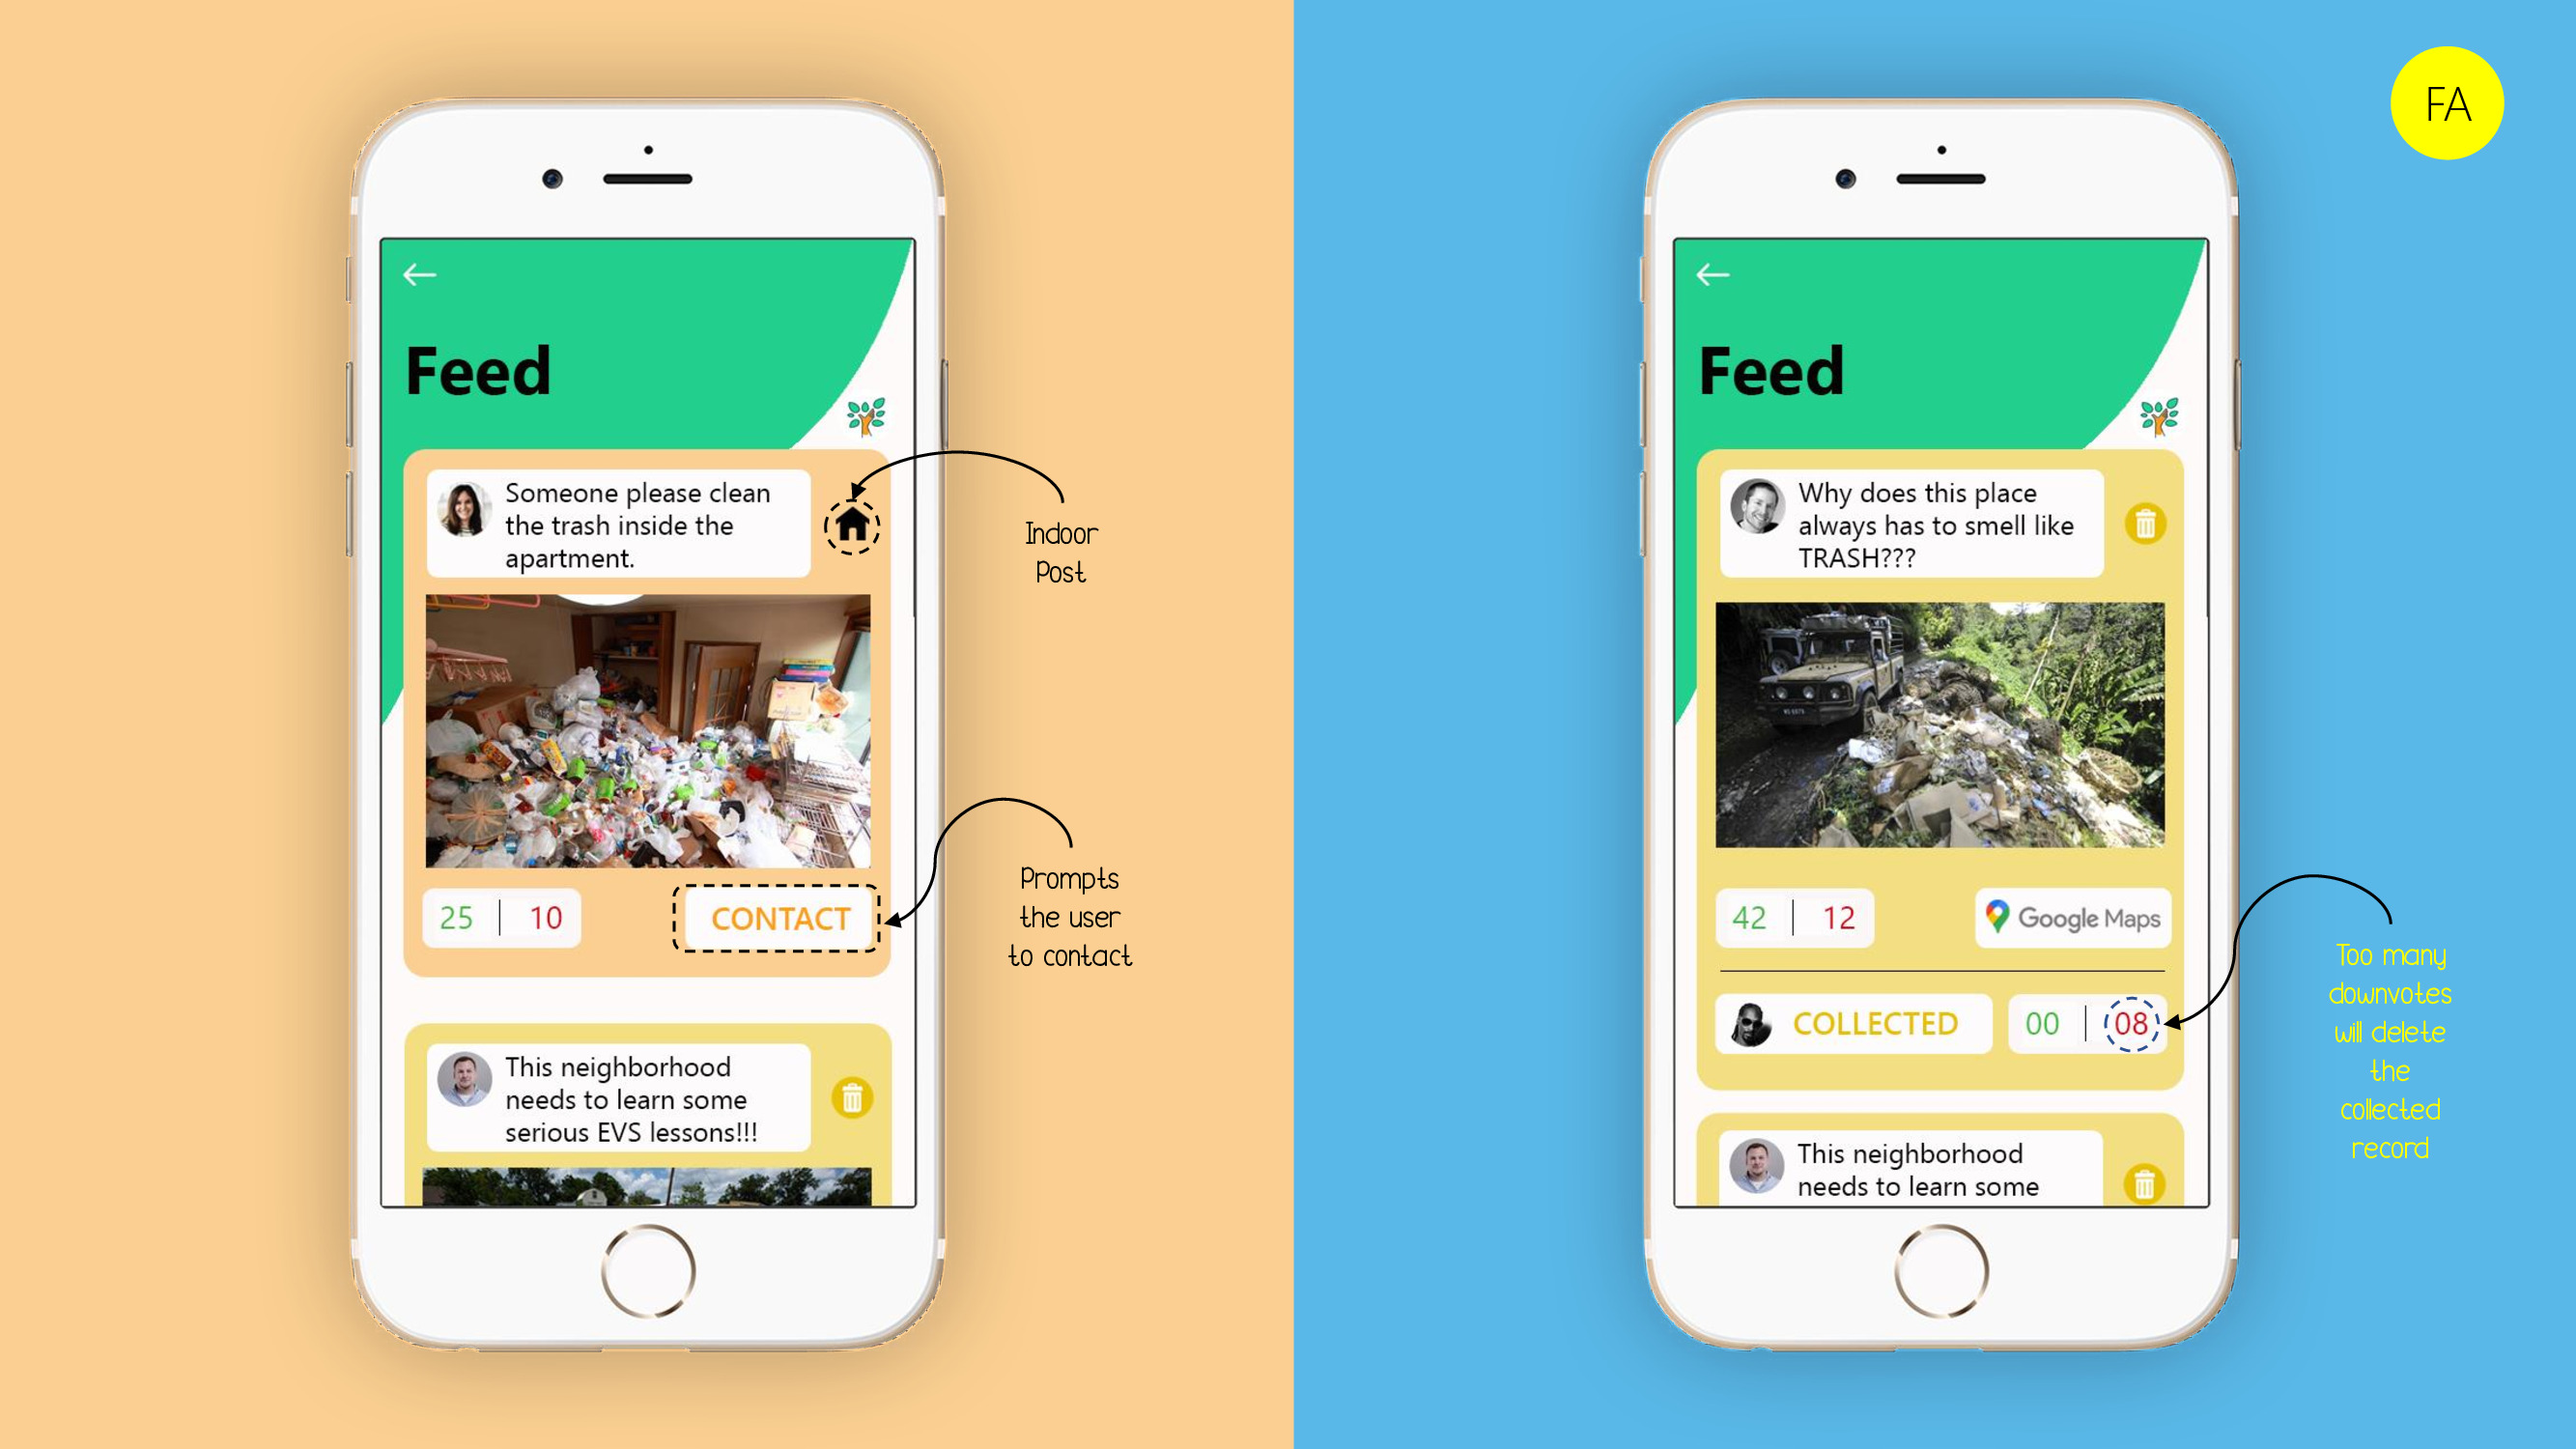 FA
Feed
Someone please clean
the trash inside the
apartment.
Indoor
Post
25 | 10
CONTACT
Prompts
the user
to contact
This neighborhood
needs to learn some
serious EVS lessons!!!
Feed
Why does this place
always has to smell like
TRASH???
42 | 12
Google Maps
COLLECTED
00 | 08
Too many
downvotes
will delete
the
collected
record
This neighborhood
needs to learn some